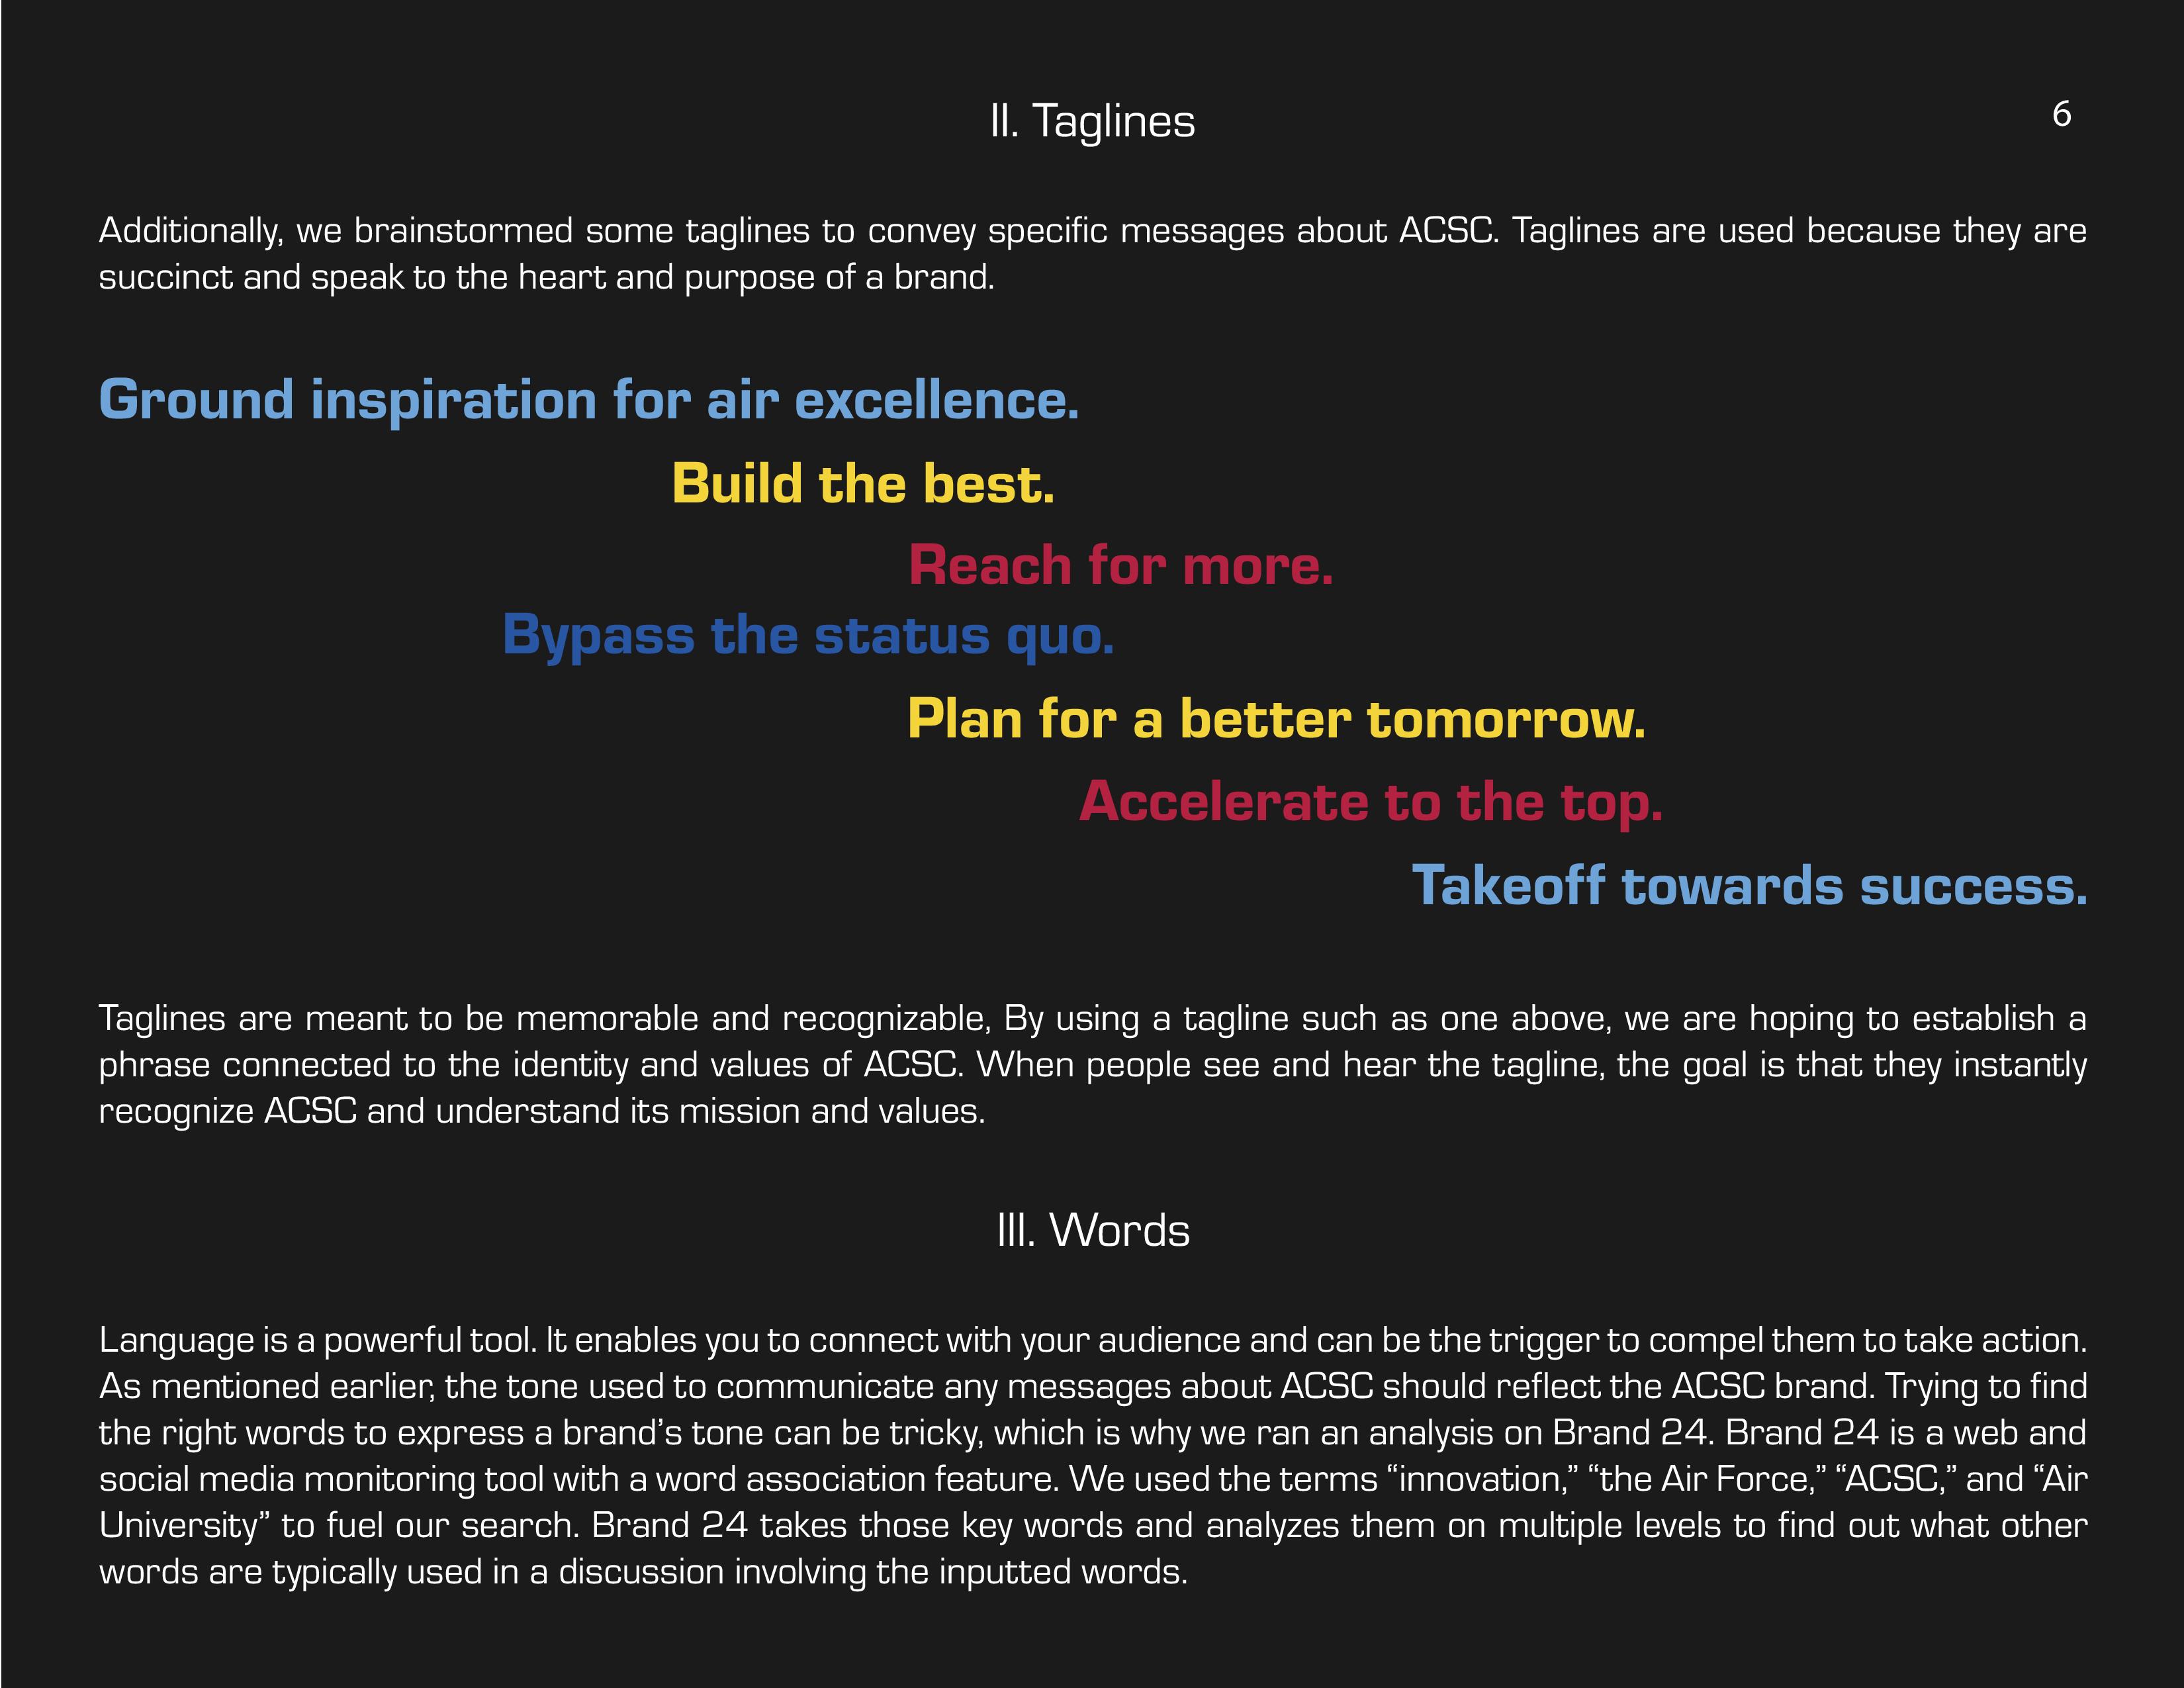 II. Taglines
6
Additionally, we brainstormed some taglines to convey specific messages about ACSC. Taglines are used because they are
succinct and speak to the heart and purpose of a brand.
Ground inspiration for air excellence.
Build the best.
Reach for more.
Bypass the status quo.
Plan for a better tomorrow.
Accelerate to the top.
Takeoff towards success.
Taglines are meant to be memorable and recognizable, By using a tagline such as one above, we are hoping to establish a
phrase connected to the identity and values of ACSC. When people see and hear the tagline, the goal is that they instantly
recognize ACSC and understand its mission and values.
III. Words
Language is a powerful tool. It enables you to connect with your audience and can be the trigger to compel them to take action.
As mentioned earlier, the tone used to communicate any messages about ACSC should reflect the ACSC brand. Trying to find
the right words to express a brand’s tone can be tricky, which is why we ran an analysis on Brand 24. Brand 24 is a web and
social media monitoring tool with a word association feature. We used the terms “innovation,” “the Air Force,” “ACSC,” and “Air
University” to fuel our search. Brand 24 takes those key words and analyzes them on multiple levels to find out what other
words are typically used in a discussion involving the inputted words.